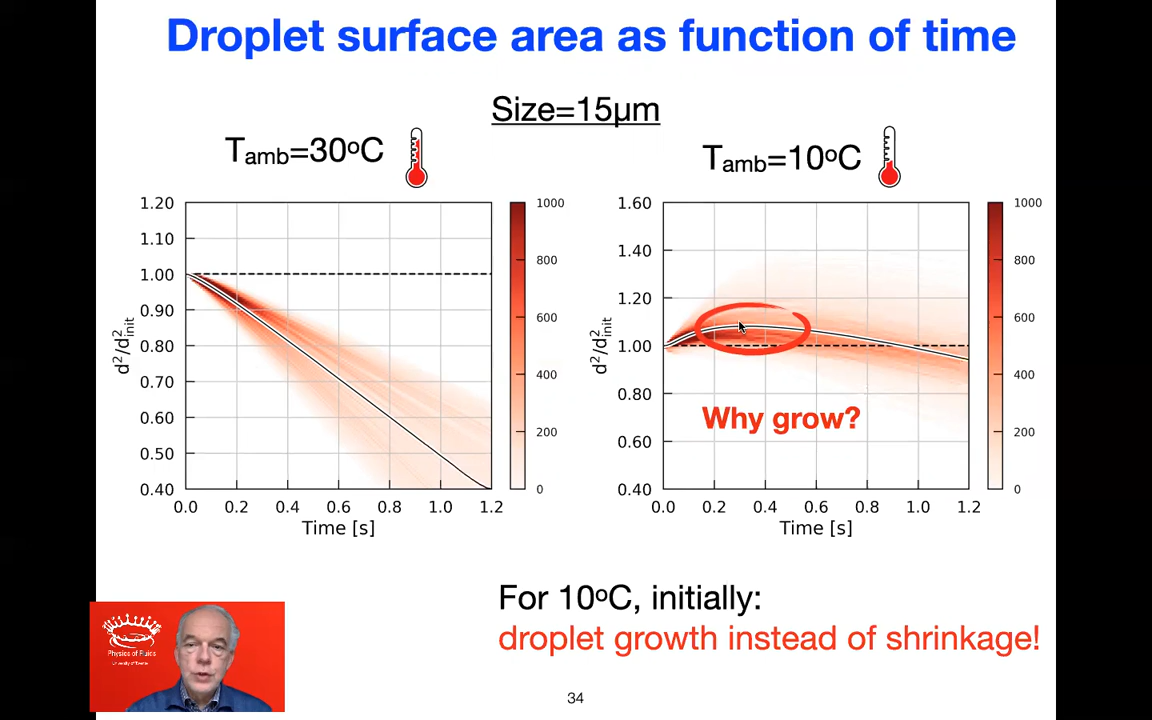 Droplet surface area as function of time
Size=15μm
Tamb=30oC
Tamb=10oC
1.20
1.10
1.00
0.90
0.80
0.70
0.60
0.50
0.40
d²/d²init
0.0 0.2 0.4 0.6 0.8 1.0 1.2
Time [s]
1000
800
600
400
200
0
1.60
1.40
1.20
1.00
0.80
0.60
0.40
d²/d²init
0.0 0.2 0.4 0.6 0.8 1.0 1.2
Time [s]
1000
800
600
400
200
0
Why grow?
For 10oC, initially:
droplet growth instead of shrinkage!
Physics of Fluids
University of Twente
34